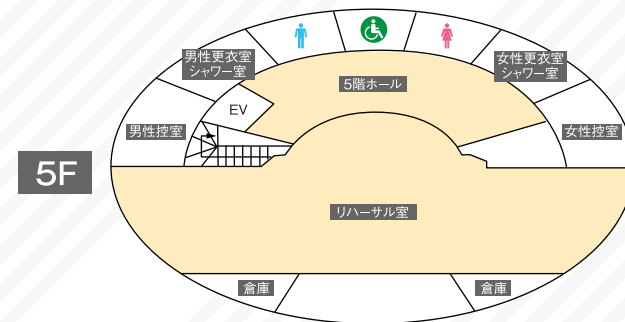 男性更衣室
シャワー室
女性更衣室
シャワー室
5階ホール
EV
男性控室
女性控室
5F
リハーサル室
倉庫
倉庫